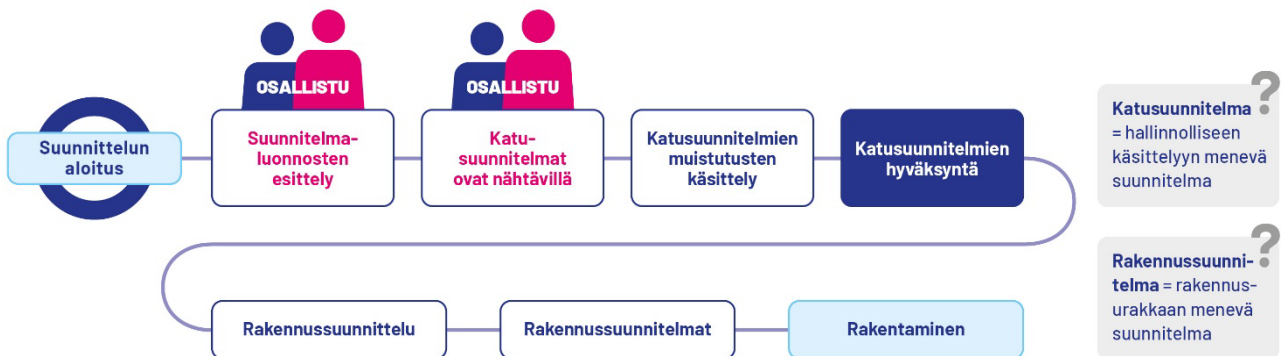 OSALLISTU
OSALLISTU
Suunnittelun
aloitus
Suunnitelma-
luonnosten
esittely
Katu-
suunnitelmat
ovat nähtävillä
Katusuunnitelmien
muistutusten
käsittely
Katusuunnitelmien
hyväksyntä
?
Katusuunnitelma
= hallinnolliseen
käsittelyyn menevä
suunnitelma
Rakennussuunnittelu
Rakennussuunnitelmat
Rakentaminen
?
Rakennussuunni-
telma = rakennus-
urakkaan menevä
suunnitelma